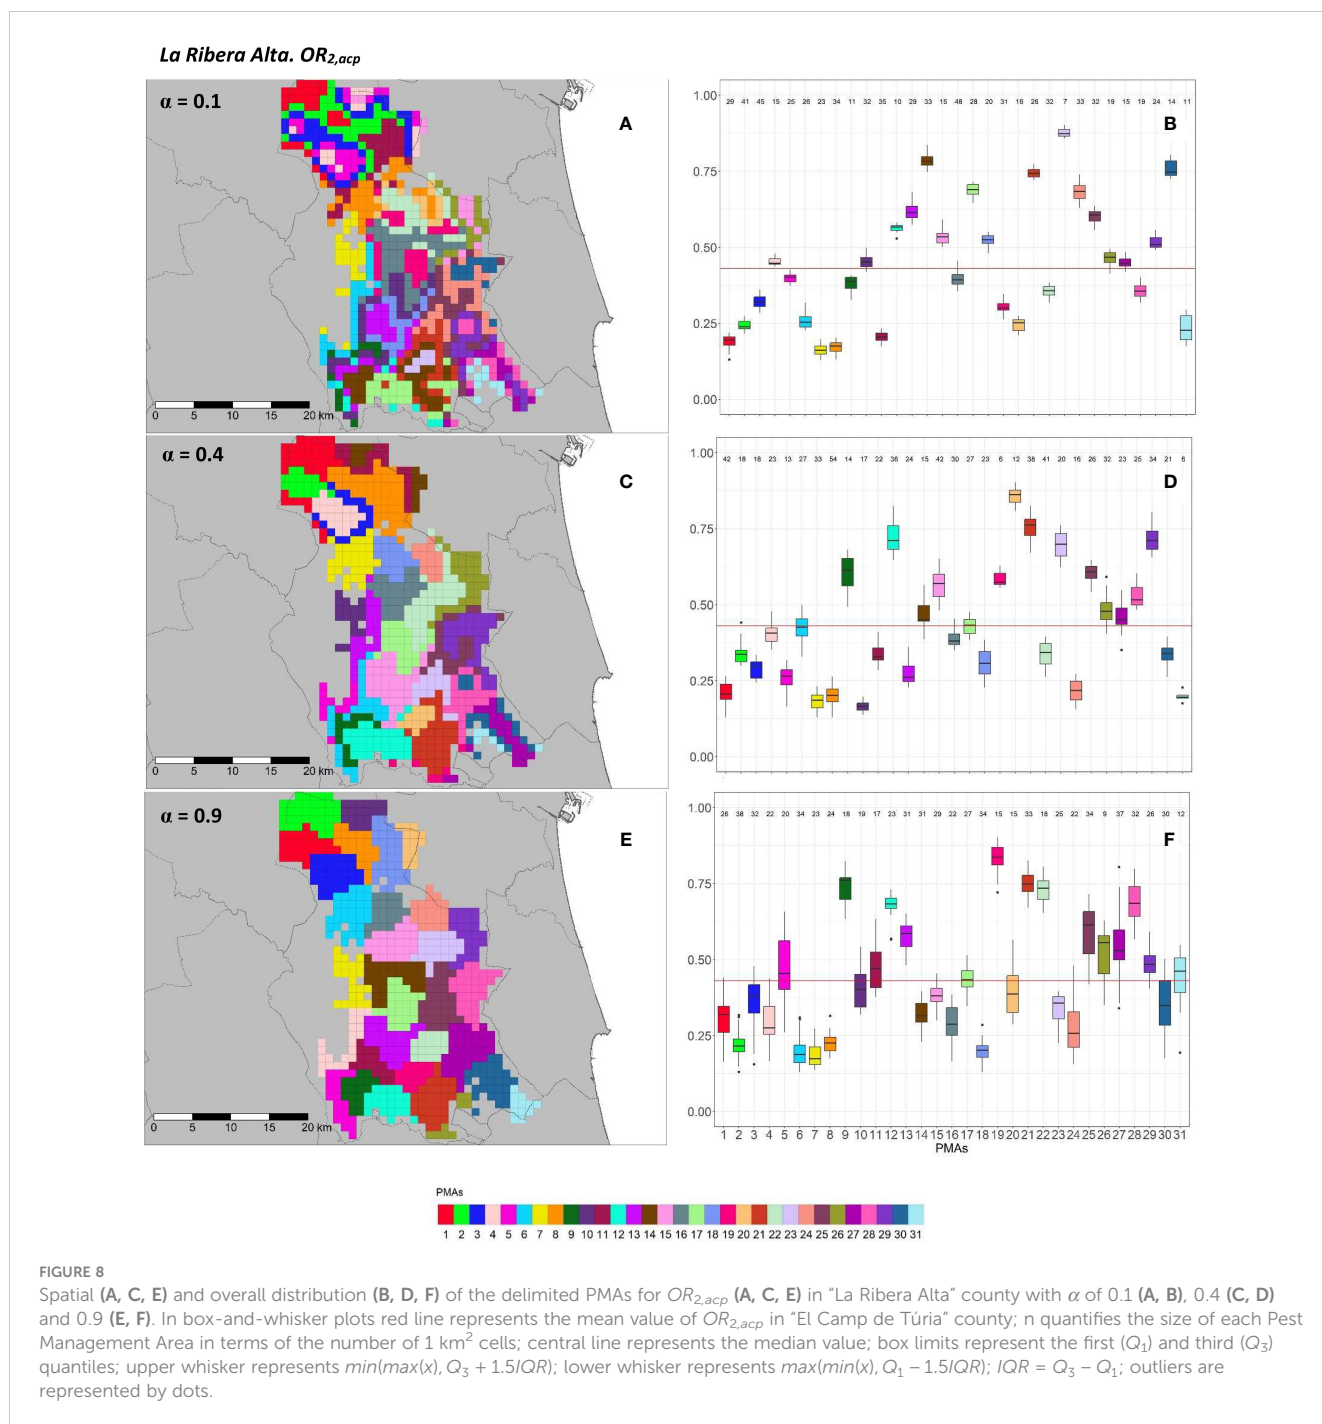 La Ribera Alta. OR2,acp
α = 0.1
A
0 5 10 15 20 km
B
1.00
29 41 45 15 25 26 23 34 11 32 35 10 29 33 15 48 28 20 31 16 26 32 7 33 32 19 15 19 24 14 11
0.75
0.50
0.25
0.00
α = 0.4
C
0 5 10 15 20 km
D
1.00
42 18 18 23 13 27 33 54 14 17 22 36 24 15 42 30 17 23 6 12 38 41 20 16 26 32 23 25 34 21 6
0.75
0.50
0.25
0.00
α = 0.9
E
0 5 10 15 20 km
F
1.00
26 38 32 22 20 34 23 24 18 19 17 23 31 31 29 22 17 34 15 15 33 18 23 22 34 9 37 32 26 30 12
0.75
0.50
0.25
0.00
1 2 3 4 5 6 7 8 9 10 11 12 13 14 15 16 17 18 19 20 21 22 23 24 25 26 27 28 29 30 31
PMAs
PMAs
1 2 3 4 5 6 7 8 9 10 11 12 13 14 15 16 17 18 19 20 21 22 23 24 25 26 27 28 29 30 31
FIGURE 8
Spatial (A, C, E) and overall distribution (B, D, F) of the delimited PMAs for OR2,acp (A, C, E) in “La Ribera Alta” county with α of 0.1 (A, B), 0.4 (C, D)
and 0.9 (E, F). In box-and-whisker plots red line represents the mean value of OR2,acp in “El Camp de Túria” county; n quantifies the size of each Pest
Management Area in terms of the number of 1 km² cells; central line represents the median value; box limits represent the first (Q1) and third (Q3)
quantiles; upper whisker represents min(max(x), Q3 + 1.5IQR); lower whisker represents max(min(x), Q1 − 1.5IQR); IQR = Q3 − Q1; outliers are
represented by dots.